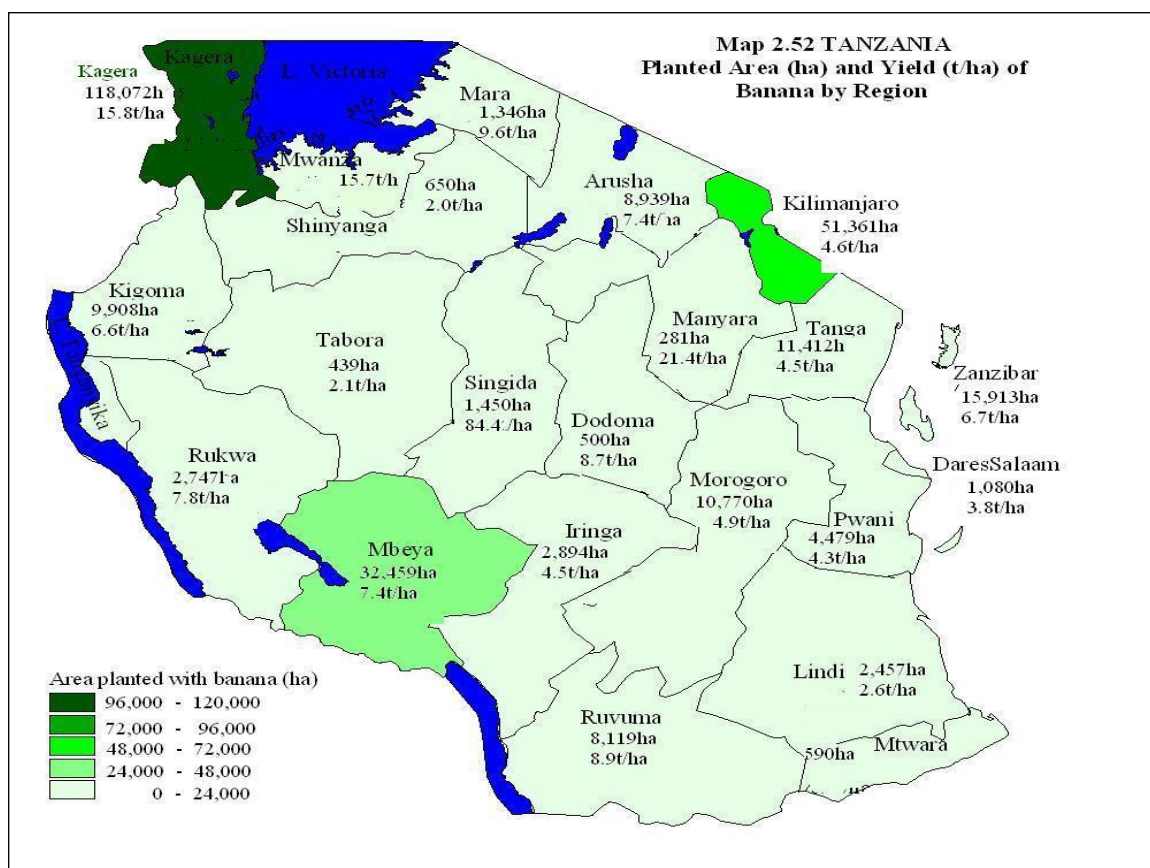 Map 2.52 TANZANIA
Planted Area (ha) and Yield (t/ha) of
Banana by Region
Kagera
Kagera
118,072h
15.8t/ha
L. Victoria
Mara
1,346ha
9.6t/ha
Mwanza
15.7t/h
650ha
2.0t/ha
Shinyanga
Arusha
8,939ha
7.4t/ha
Kilimanjaro
51,361ha
4.6t/ha
Kigoma
9,908ha
6.6t/ha
Tabora
439ha
2.1t/ha
Singida
1,450ha
Manyara
281ha
21.4t/ha
Tanga
11,412h
4.5t/ha
Zanzibar
15,913ha
6.7t/ha
Dodoma
500ha
8.7t/ha
Rukwa
2,747ha
7.8t/ha
Morogoro
10,770ha
4.9t/ha
DaresSalaam
1,080ha
3.8t/ha
Pwani
4,479ha
4.3t/ha
Iringa
2,894ha
4.5t/ha
Mbeya
32,459ha
7.4t/ha
Lindi 2,457ha
2.6t/ha
Ruvuma
8,119ha
8.9t/ha
590ha Mtwara
Area planted with banana (ha)
96,000 - 120,000
72,000 - 96,000
48,000 - 72,000
24,000 - 48,000
0 - 24,000